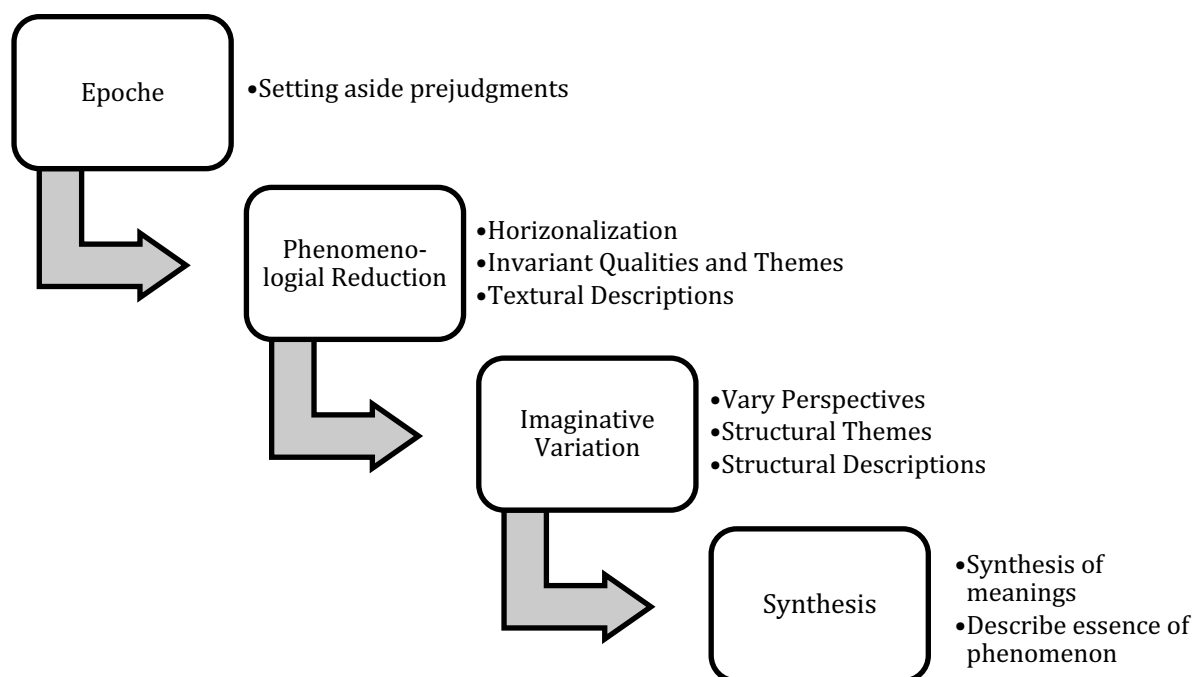 Epoche
•Setting aside prejudgments
Phenomeno-
logial Reduction
•Horizonalization
•Invariant Qualities and Themes
•Textural Descriptions
Imaginative
Variation
•Vary Perspectives
•Structural Themes
•Structural Descriptions
Synthesis
•Synthesis of
meanings
•Describe essence of
phenomenon